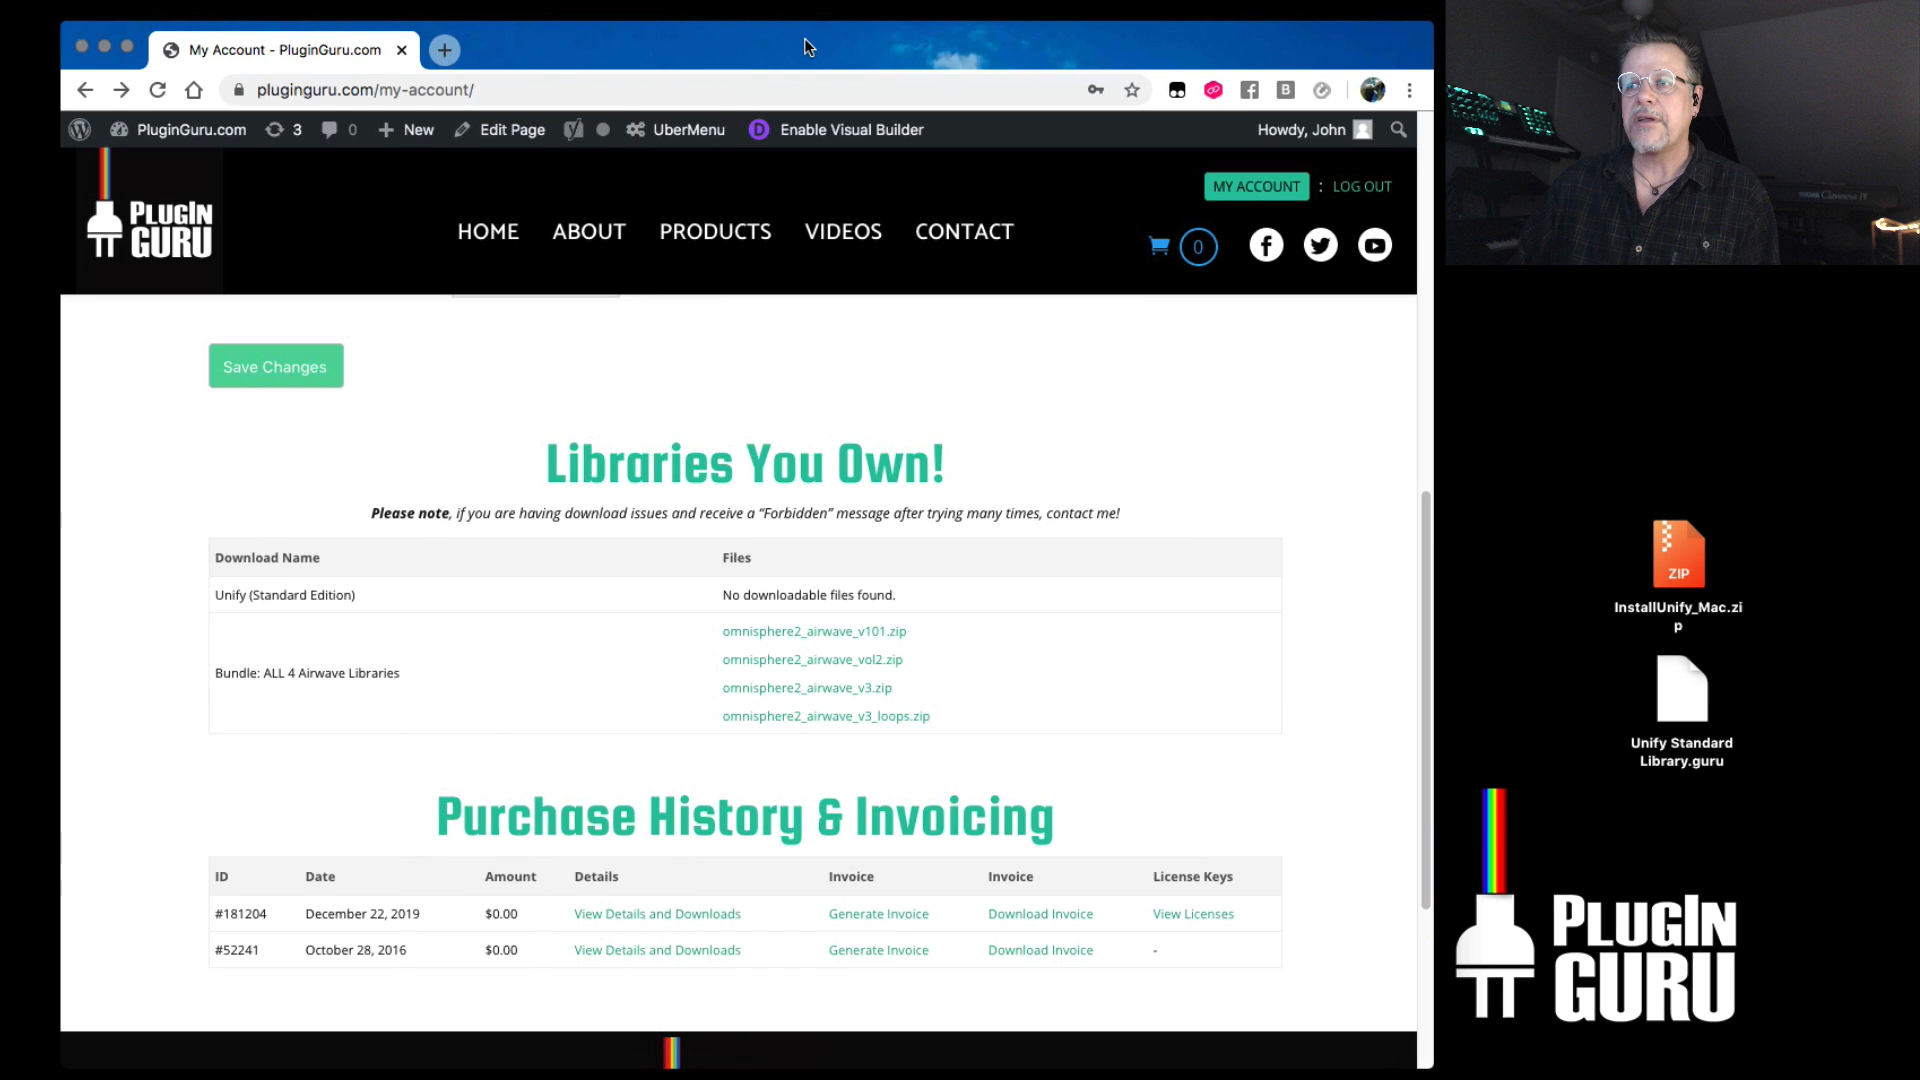 My Account - PluginGuru.com
pluginguru.com/my-account/
PluginGuru.com 3 0 New Edit Page UberMenu D Enable Visual Builder Howdy, John
PLUGIN
GURU
HOME ABOUT PRODUCTS VIDEOS CONTACT
MY ACCOUNT : LOG OUT
0
Save Changes
Libraries You Own!
Please note, if you are having download issues and receive a “Forbidden” message after trying many times, contact me!
Download Name Files
Unify (Standard Edition) No downloadable files found.
Bundle: ALL 4 Airwave Libraries
omnisphere2_airwave_v101.zip
omnisphere2_airwave_vol2.zip
omnisphere2_airwave_v3.zip
omnisphere2_airwave_v3_loops.zip
Purchase History & Invoicing
ID Date Amount Details Invoice Invoice License Keys
#181204 December 22, 2019 $0.00 View Details and Downloads Generate Invoice Download Invoice View Licenses
#52241 October 28, 2016 $0.00 View Details and Downloads Generate Invoice Download Invoice -
ZIP
InstallUnify_Mac.zi
p
Unify Standard
Library.guru
PLUGIN
GURU